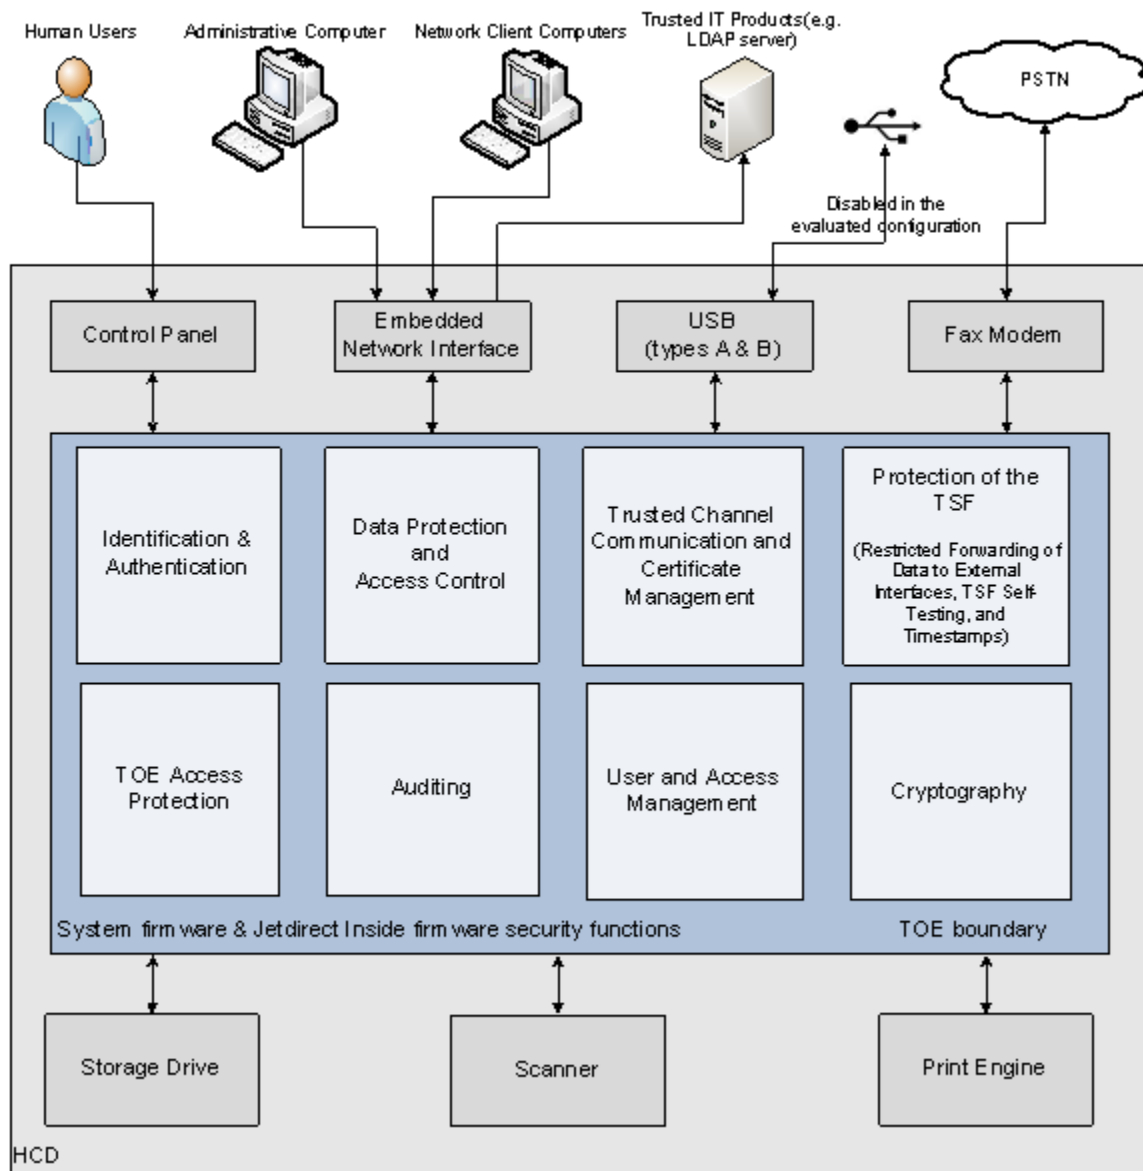 Human Users
Administrative Computer
Network Client Computers
Trusted IT Products(e.g.
LDAP server)
PSTN
Disabled in the
evaluated configuration
Control Panel
Embedded
Network Interface
USB
(types A & B)
Fax Modem
Identification &
Authentication
Data Protection
and
Access Control
Trusted Channel
Communication and
Certificate
Management
Protection of the
TSF
(Restricted Forwarding of
Data to External
Interfaces, TSF Self-
Testing, and
Timestamps)
TOE Access
Protection
Auditing
User and Access
Management
Cryptography
System firmware & Jetdirect Inside firmware security functions
TOE boundary
Storage Drive
Scanner
Print Engine
HCD